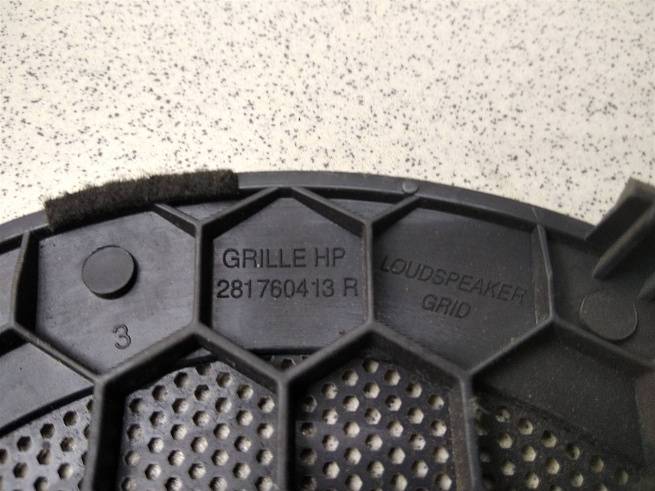 GRILLE HP
281760413 R
LOUDSPEAKER
GRID
3